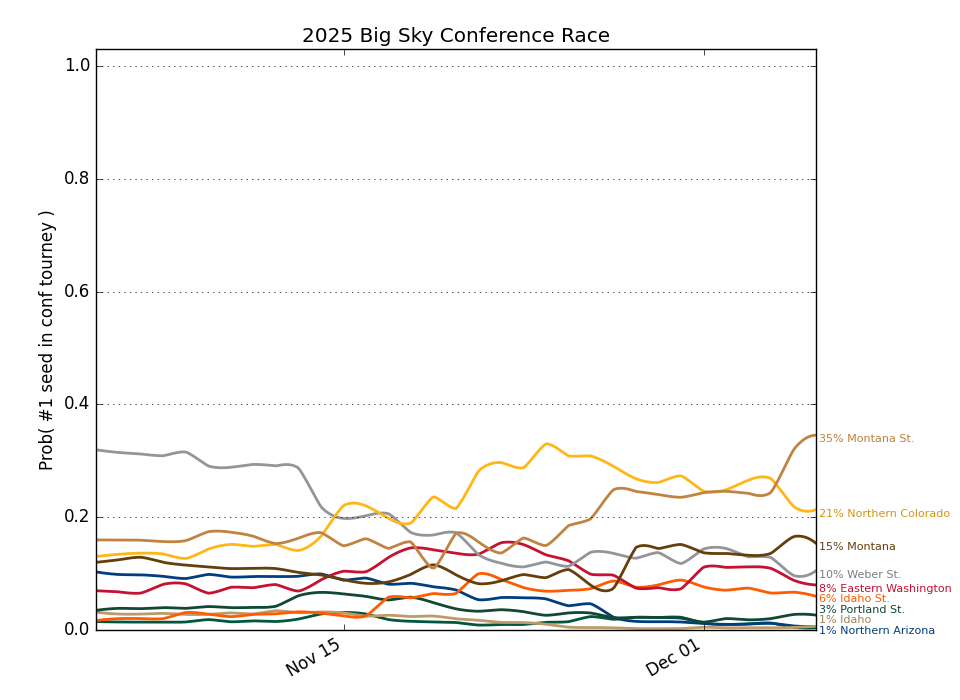 2025 Big Sky Conference Race
Prob( #1 seed in conf tourney )
1.0
0.8
0.6
0.4
0.2
0.0
Nov 15
Dec 01
35% Montana St.
21% Northern Colorado
15% Montana
10% Weber St.
8% Eastern Washington
6% Idaho St.
3% Portland St.
1% Idaho
1% Northern Arizona